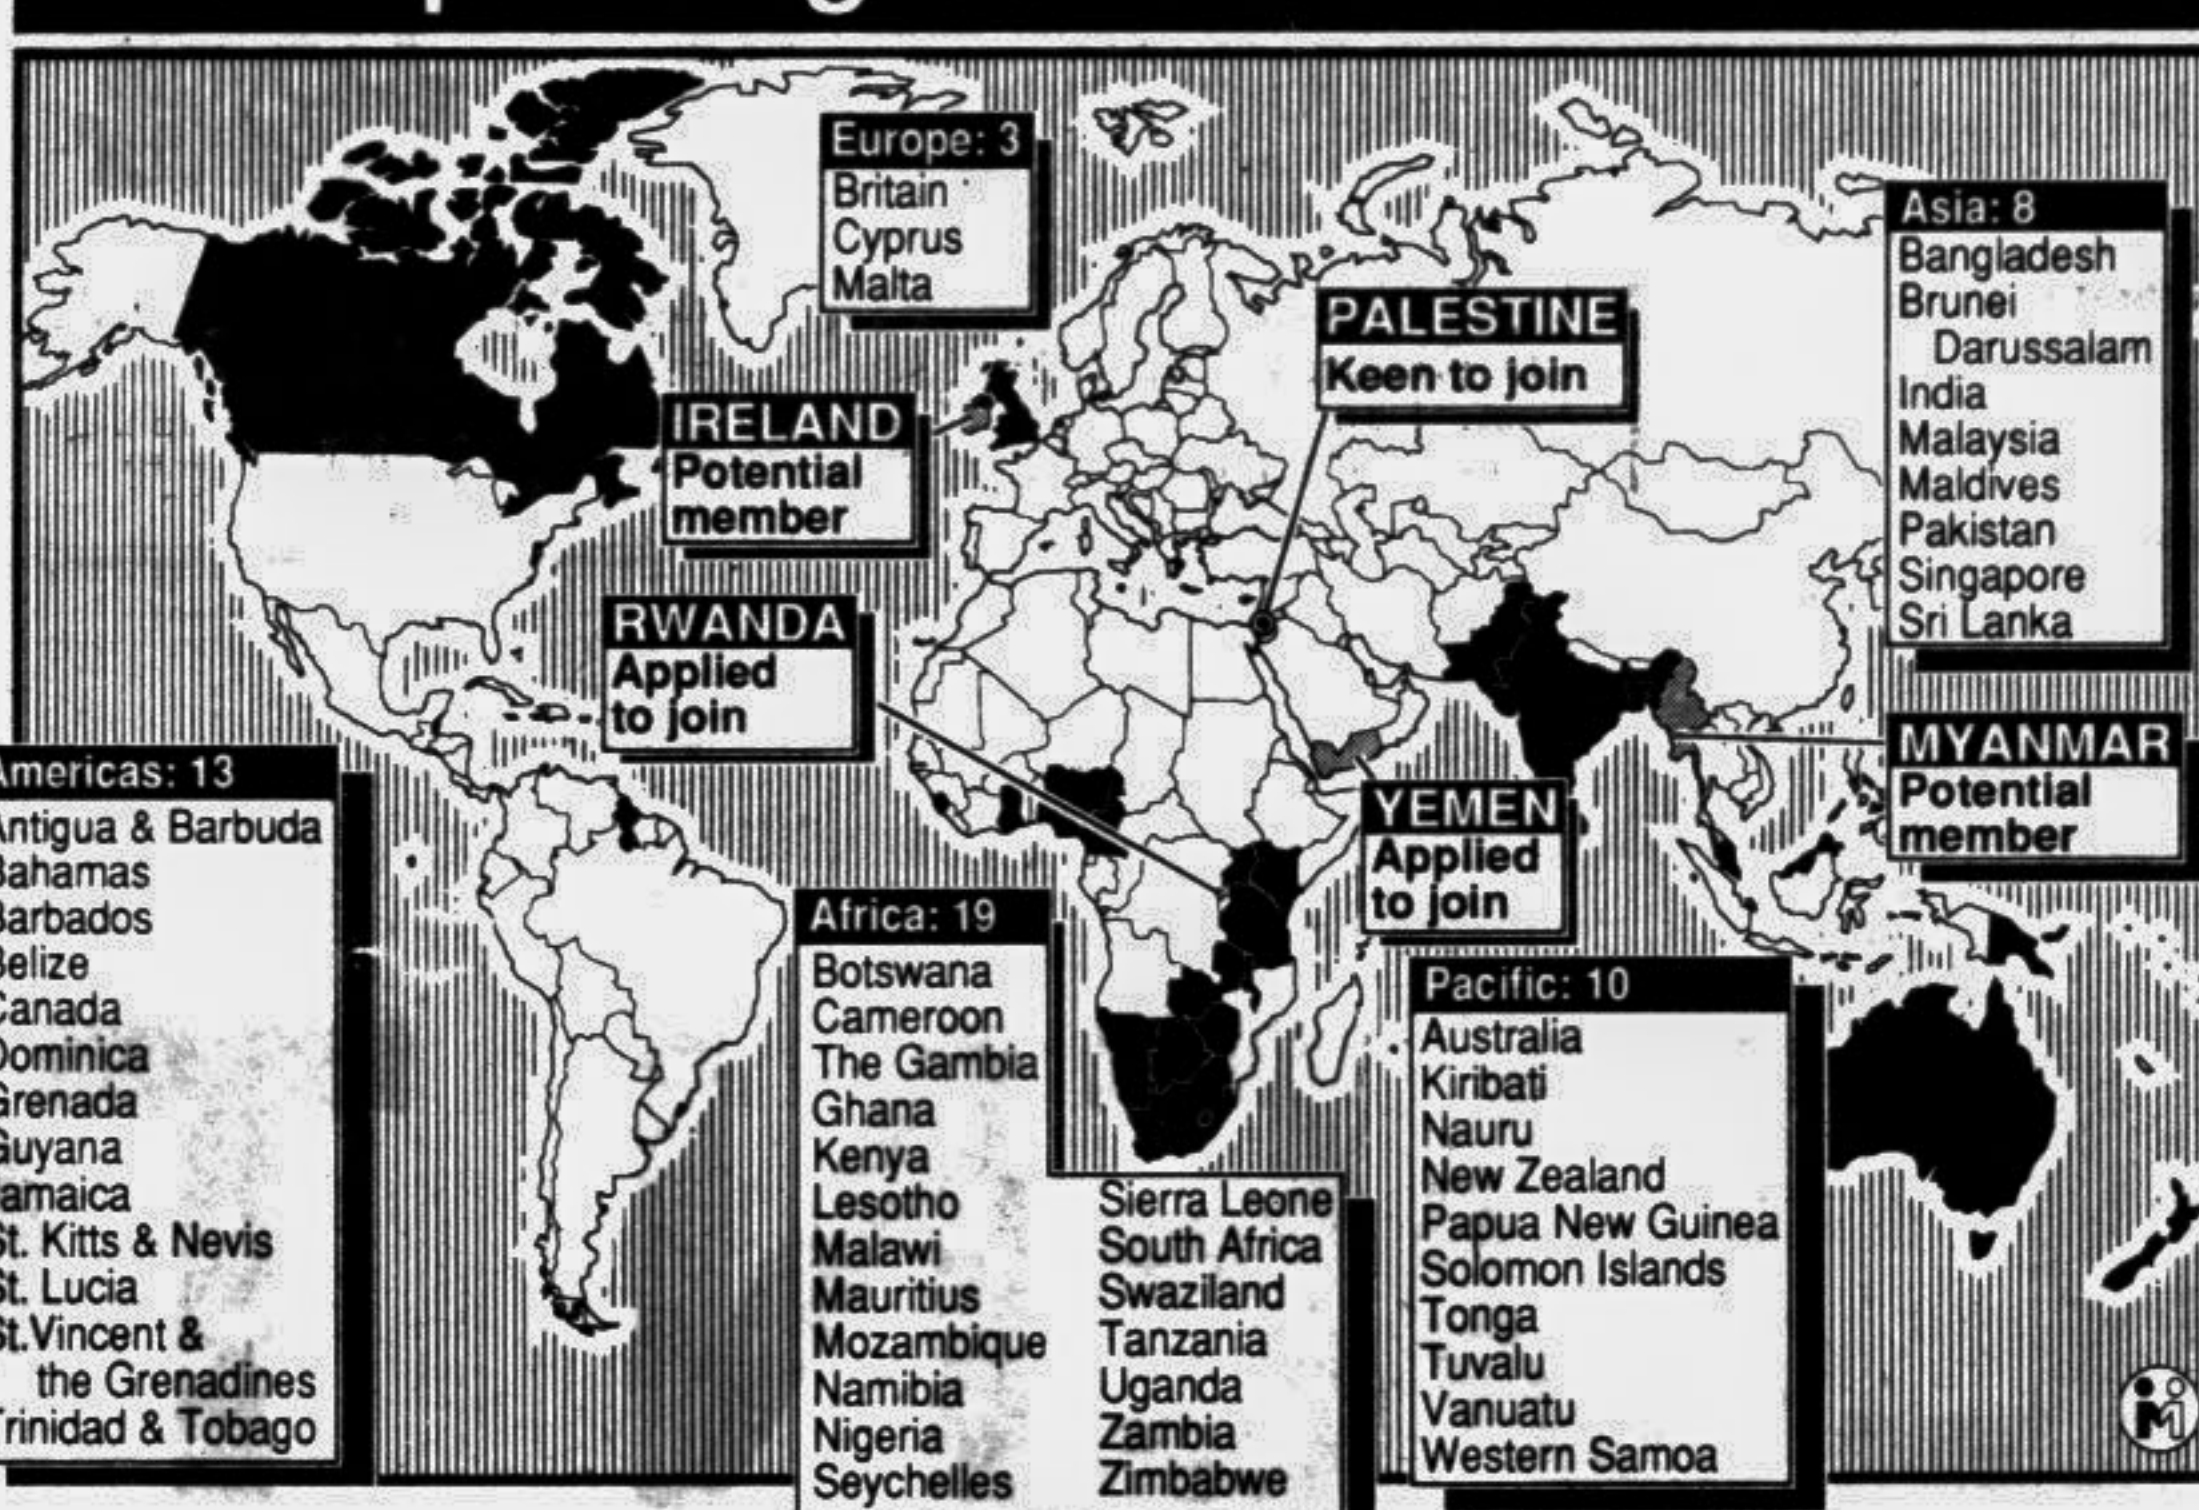 Europe: 3
Britain
Cyprus
Malta
Asia: 8
Bangladesh
Brunei
Darussalam
India
Malaysia
Maldives
Pakistan
Singapore
Sri Lanka
PALESTINE
Keen to join
IRELAND
Potential
member
RWANDA
Applied
to join
MYANMAR
Potential
member
YEMEN
Applied
to join
Americas: 13
Antigua & Barbuda
Bahamas
Barbados
Belize
Canada
Dominica
Grenada
Guyana
Jamaica
St. Kitts & Nevis
St. Lucia
St.Vincent &
the Grenadines
Trinidad & Tobago
Africa: 19
Botswana
Cameroon
The Gambia
Ghana
Kenya
Lesotho
Malawi
Mauritius
Mozambique
Namibia
Nigeria
Seychelles
Sierra Leone
South Africa
Swaziland
Tanzania
Uganda
Zambia
Zimbabwe
Pacific: 10
Australia
Kiribati
Nauru
New Zealand
Papua New Guinea
Solomon Islands
Tonga
Tuvalu
Vanuatu
Western Samoa